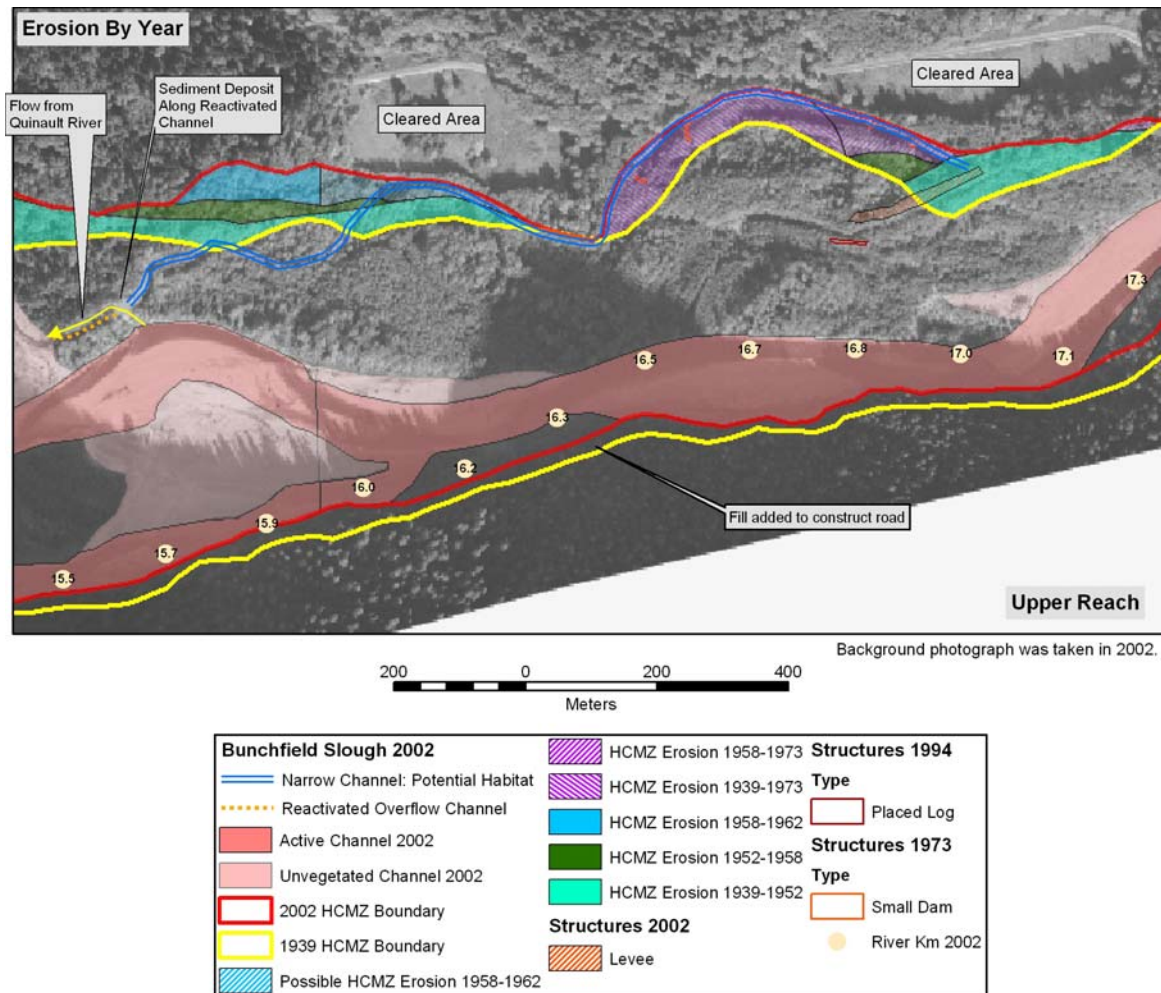 Erosion By Year
Flow from
Quinault River
Sediment Deposit
Along Reactivated
Channel
Cleared Area
Cleared Area
17.3
16.5
16.7
16.8
17.0
17.1
16.3
16.2
16.0
15.9
15.7
15.5
Fill added to construct road
Upper Reach
Background photograph was taken in 2002.
200 0 200 400
Meters
Bunchfield Slough 2002
Narrow Channel: Potential Habitat
Reactivated Overflow Channel
Active Channel 2002
Unvegetated Channel 2002
2002 HCMZ Boundary
1939 HCMZ Boundary
Possible HCMZ Erosion 1958-1962
HCMZ Erosion 1958-1973
HCMZ Erosion 1939-1973
HCMZ Erosion 1958-1962
HCMZ Erosion 1952-1958
HCMZ Erosion 1939-1952
Structures 2002
Levee
Structures 1994
Type
Placed Log
Structures 1973
Type
Small Dam
River Km 2002